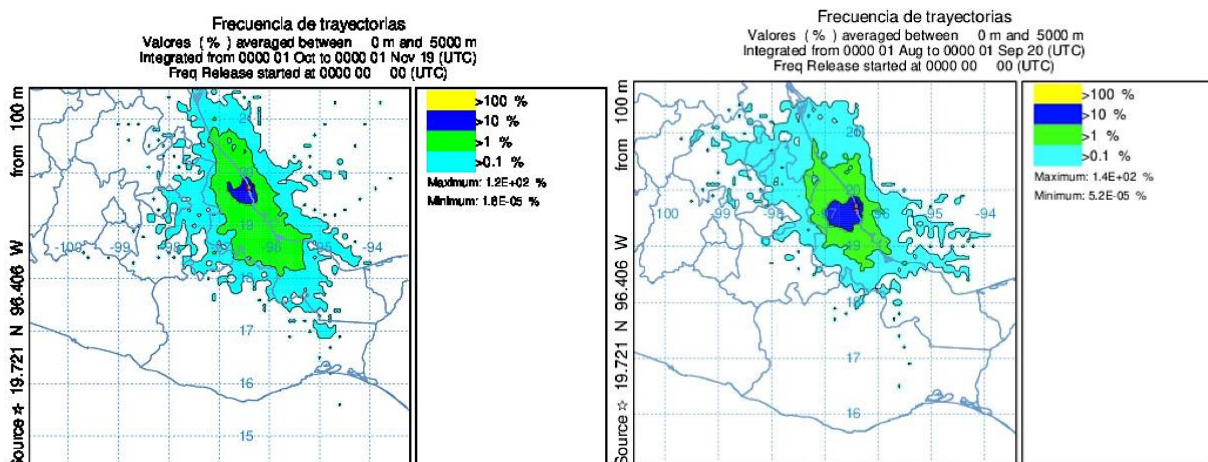 Frecuencia de trayectorias
Valores ( % ) averaged between 0 m and 5000 m
Integrated from 0000 01 Oct to 0000 01 Nov 19 (UTC)
Freq Release started at 0000 00 00 (UTC)
Source ☆ 19.721 N 96.406 W from 100 m
>100 %
>10 %
>1 %
>0.1 %
Maximum: 1.2E+02 %
Minimum: 1.6E-05 %
20
19
-100 -99 -96 -95 -94
18
17
16
15
Frecuencia de trayectorias
Valores ( % ) averaged between 0 m and 5000 m
Integrated from 0000 01 Aug to 0000 01 Sep 20 (UTC)
Freq Release started at 0000 00 00 (UTC)
Source ☆ 19.721 N 96.406 W from 100 m
>100 %
>10 %
>1 %
>0.1 %
Maximum: 1.4E+02 %
Minimum: 5.2E-05 %
20
-100 -99 -98 -97 -96 -95 -94
19
18
17
16